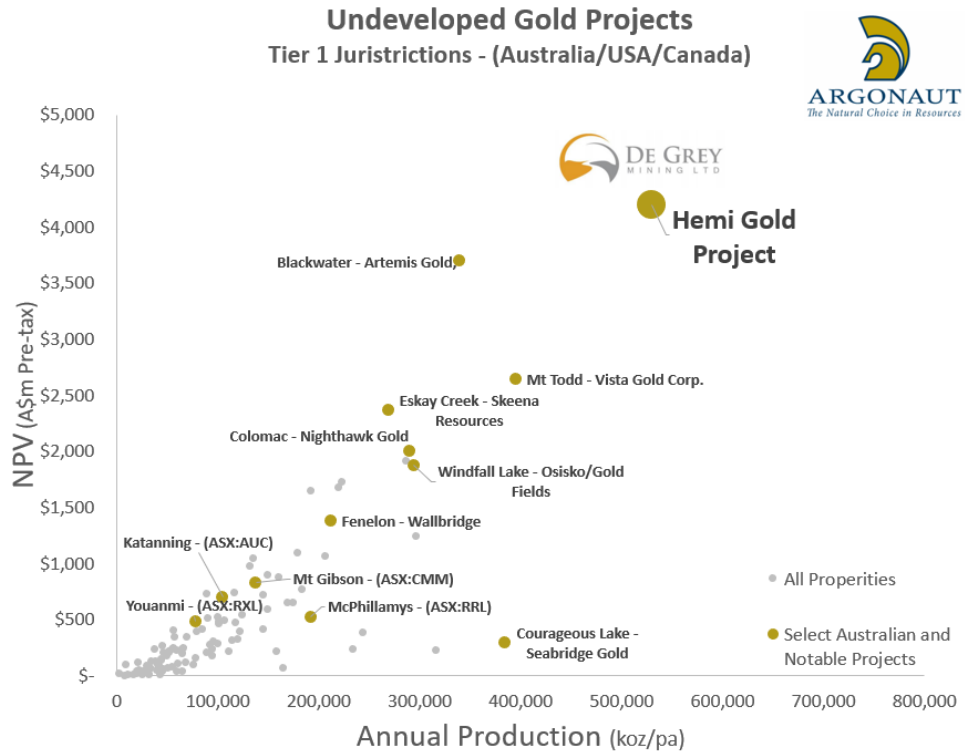 Undeveloped Gold Projects
Tier 1 Juristrictions - (Australia/USA/Canada)
ARGONAUT
The Natural Choice in Resources
DE GREY
MINING LTD
Hemi Gold
Project
Blackwater - Artemis Gold,
Mt Todd - Vista Gold Corp.
Eskay Creek - Skeena
Resources
Colomac - Nighthawk Gold
Windfall Lake - Osisko/Gold
Fields
Fenelon - Wallbridge
Katanning - (ASX:AUC)
Mt Gibson - (ASX:CMM)
Youanmi - (ASX:RXL)
McPhillamys - (ASX:RRL)
Courageous Lake -
Seabridge Gold
All Properities
Select Australian and
Notable Projects
NPV (A$m Pre-tax)
$5,000
$4,500
$4,000
$3,500
$3,000
$2,500
$2,000
$1,500
$1,000
$500
$-
0
100,000
200,000
300,000
400,000
500,000
600,000
700,000
800,000
Annual Production (koz/pa)